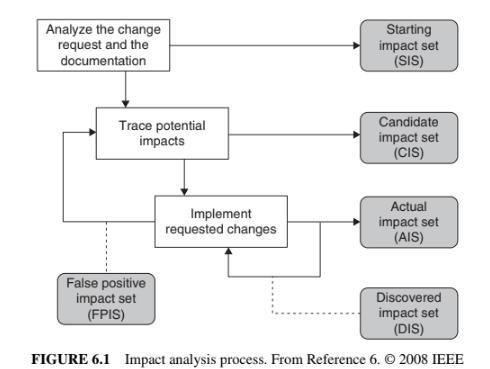 Analyze the change
request and the
documentation
Starting
impact set
(SIS)
Trace potential
impacts
Candidate
impact set
(CIS)
Implement
requested changes
Actual
impact set
(AIS)
False positive
impact set
(FPIS)
Discovered
impact set
(DIS)
FIGURE 6.1 Impact analysis process. From Reference 6. © 2008 IEEE